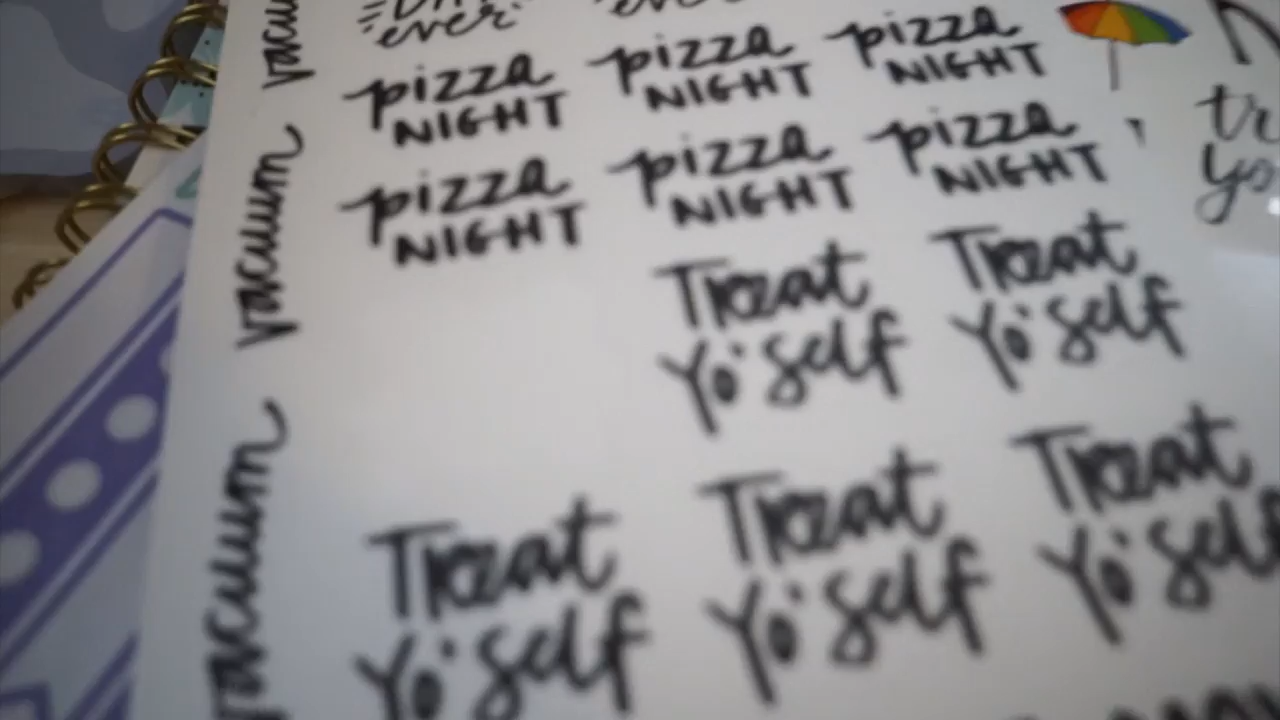 ever
pizza pizza pizza
NIGHT NIGHT NIGHT
pizza pizza pizza
NIGHT NIGHT NIGHT
vacuum
Treat Treat
Yo' Self Yo' Self
vacuum
Treat Treat Treat
Yo' Self Yo' Self Yo' Self